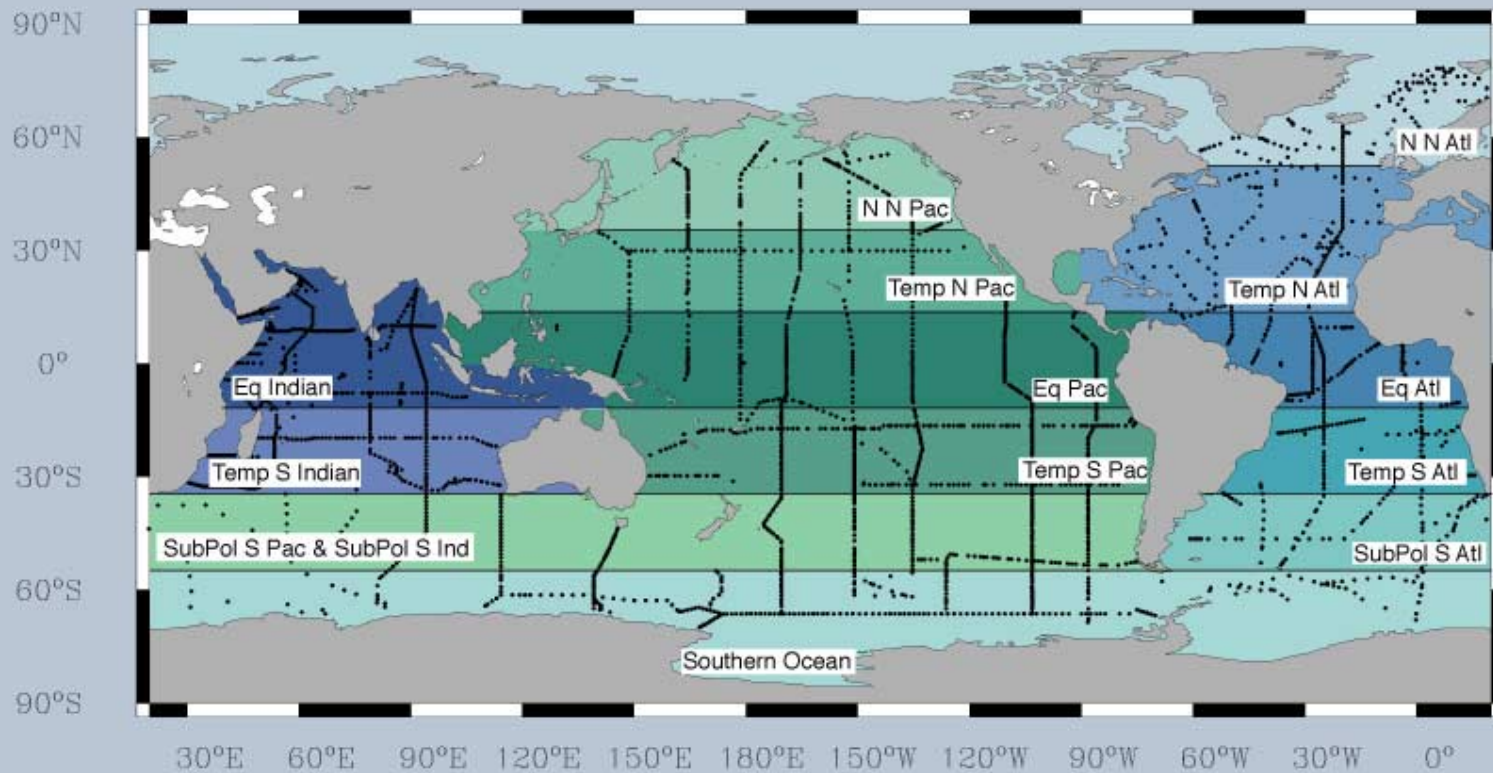 90°N
60°N
N N Atl
N N Pac
30°N
Temp N Pac
Temp N Atl
0°
Eq Indian
Eq Pac
Eq Atl
30°S
Temp S Indian
Temp S Pac
Temp S Atl
SubPol S Pac & SubPol S Ind
SubPol S Atl
60°S
Southern Ocean
90°S
30°E 60°E 90°E 120°E 150°E 180°W 150°W 120°W 90°W 60°W 30°W 0°